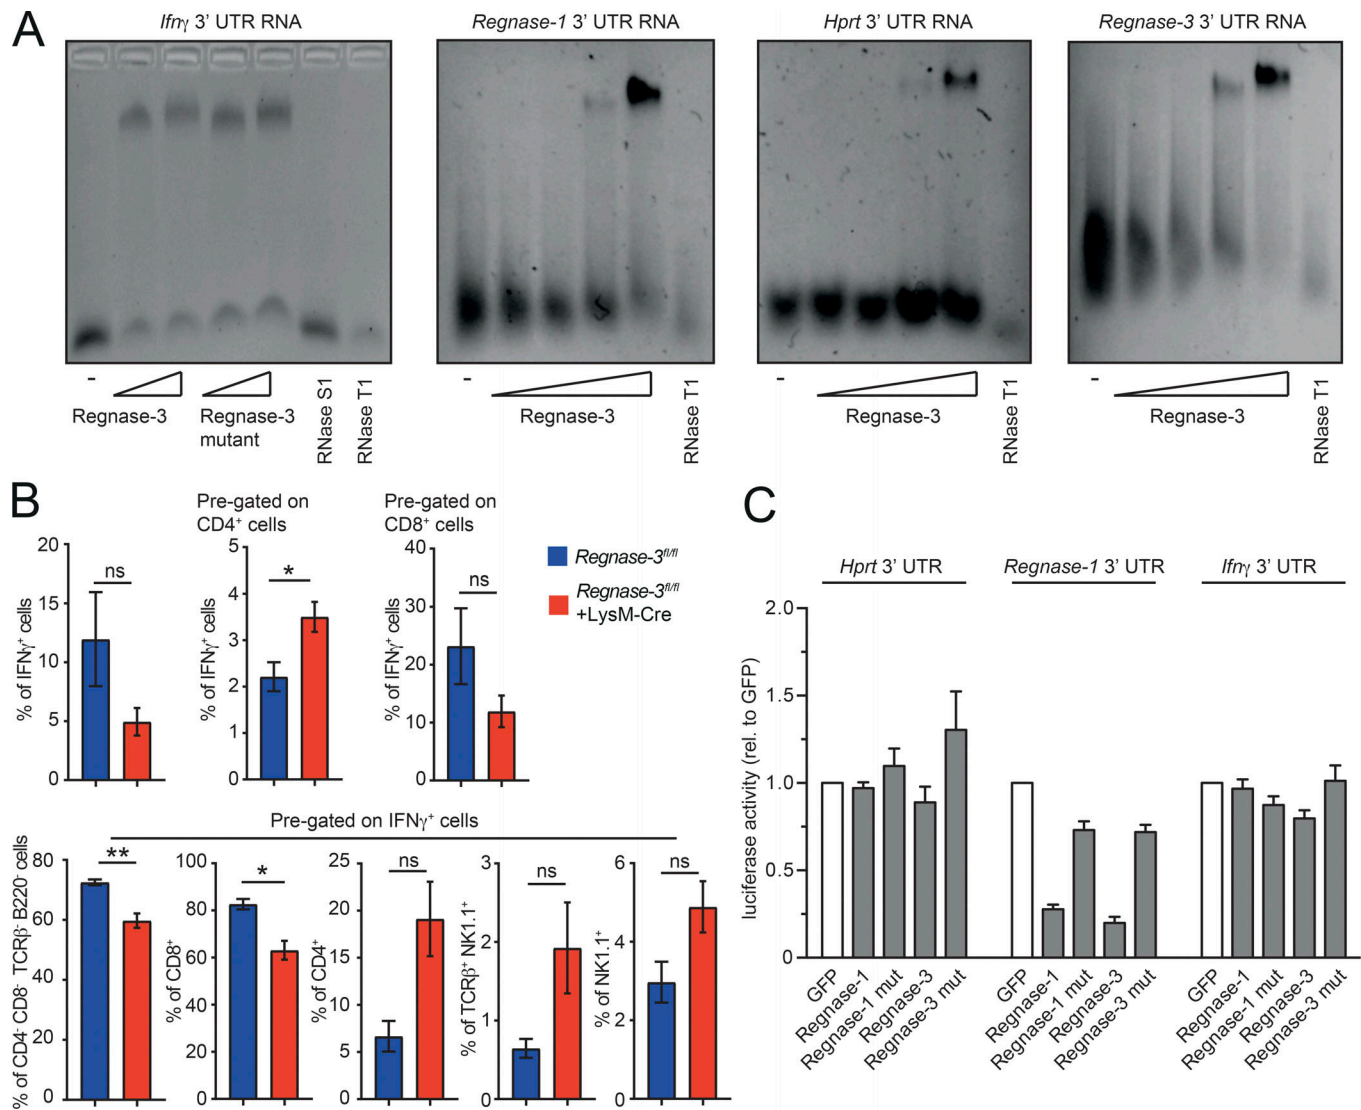 A
Ifnγ 3' UTR RNA
Regnase-1 3' UTR RNA
Hprt 3' UTR RNA
Regnase-3 3' UTR RNA
-
Regnase-3
Regnase-3
mutant
RNase S1
RNase T1
-
Regnase-3
RNase T1
-
Regnase-3
RNase T1
-
Regnase-3
RNase T1
B
% of IFNγ⁺ cells
20
15
10
5
0
ns
Pre-gated on
CD4⁺ cells
% of IFNγ⁺ cells
5
4
3
2
0
*
Pre-gated on
CD8⁺ cells
% of IFNγ⁺ cells
40
30
20
10
0
ns
Regnase-3fl/fl
Regnase-3fl/fl
+LysM-Cre
Pre-gated on IFNγ⁺ cells
% of CD4⁻ CD8⁻ TCRβ⁻ B220⁻ cells
80
60
40
20
0
**
% of CD8⁺
100
80
60
40
20
0
*
% of CD4⁺
25
20
15
10
5
0
ns
% of TCRβ⁺ NK1.1⁺
3
2
1
0
ns
% of NK1.1⁺
6
4
2
0
ns
C
Hprt 3' UTR
Regnase-1 3' UTR
Ifnγ 3' UTR
luciferase activity (rel. to GFP)
2.0
1.5
1.0
0.5
0
GFP
Regnase-1
Regnase-1 mut
Regnase-3
Regnase-3 mut
GFP
Regnase-1
Regnase-1 mut
Regnase-3
Regnase-3 mut
GFP
Regnase-1
Regnase-1 mut
Regnase-3
Regnase-3 mut